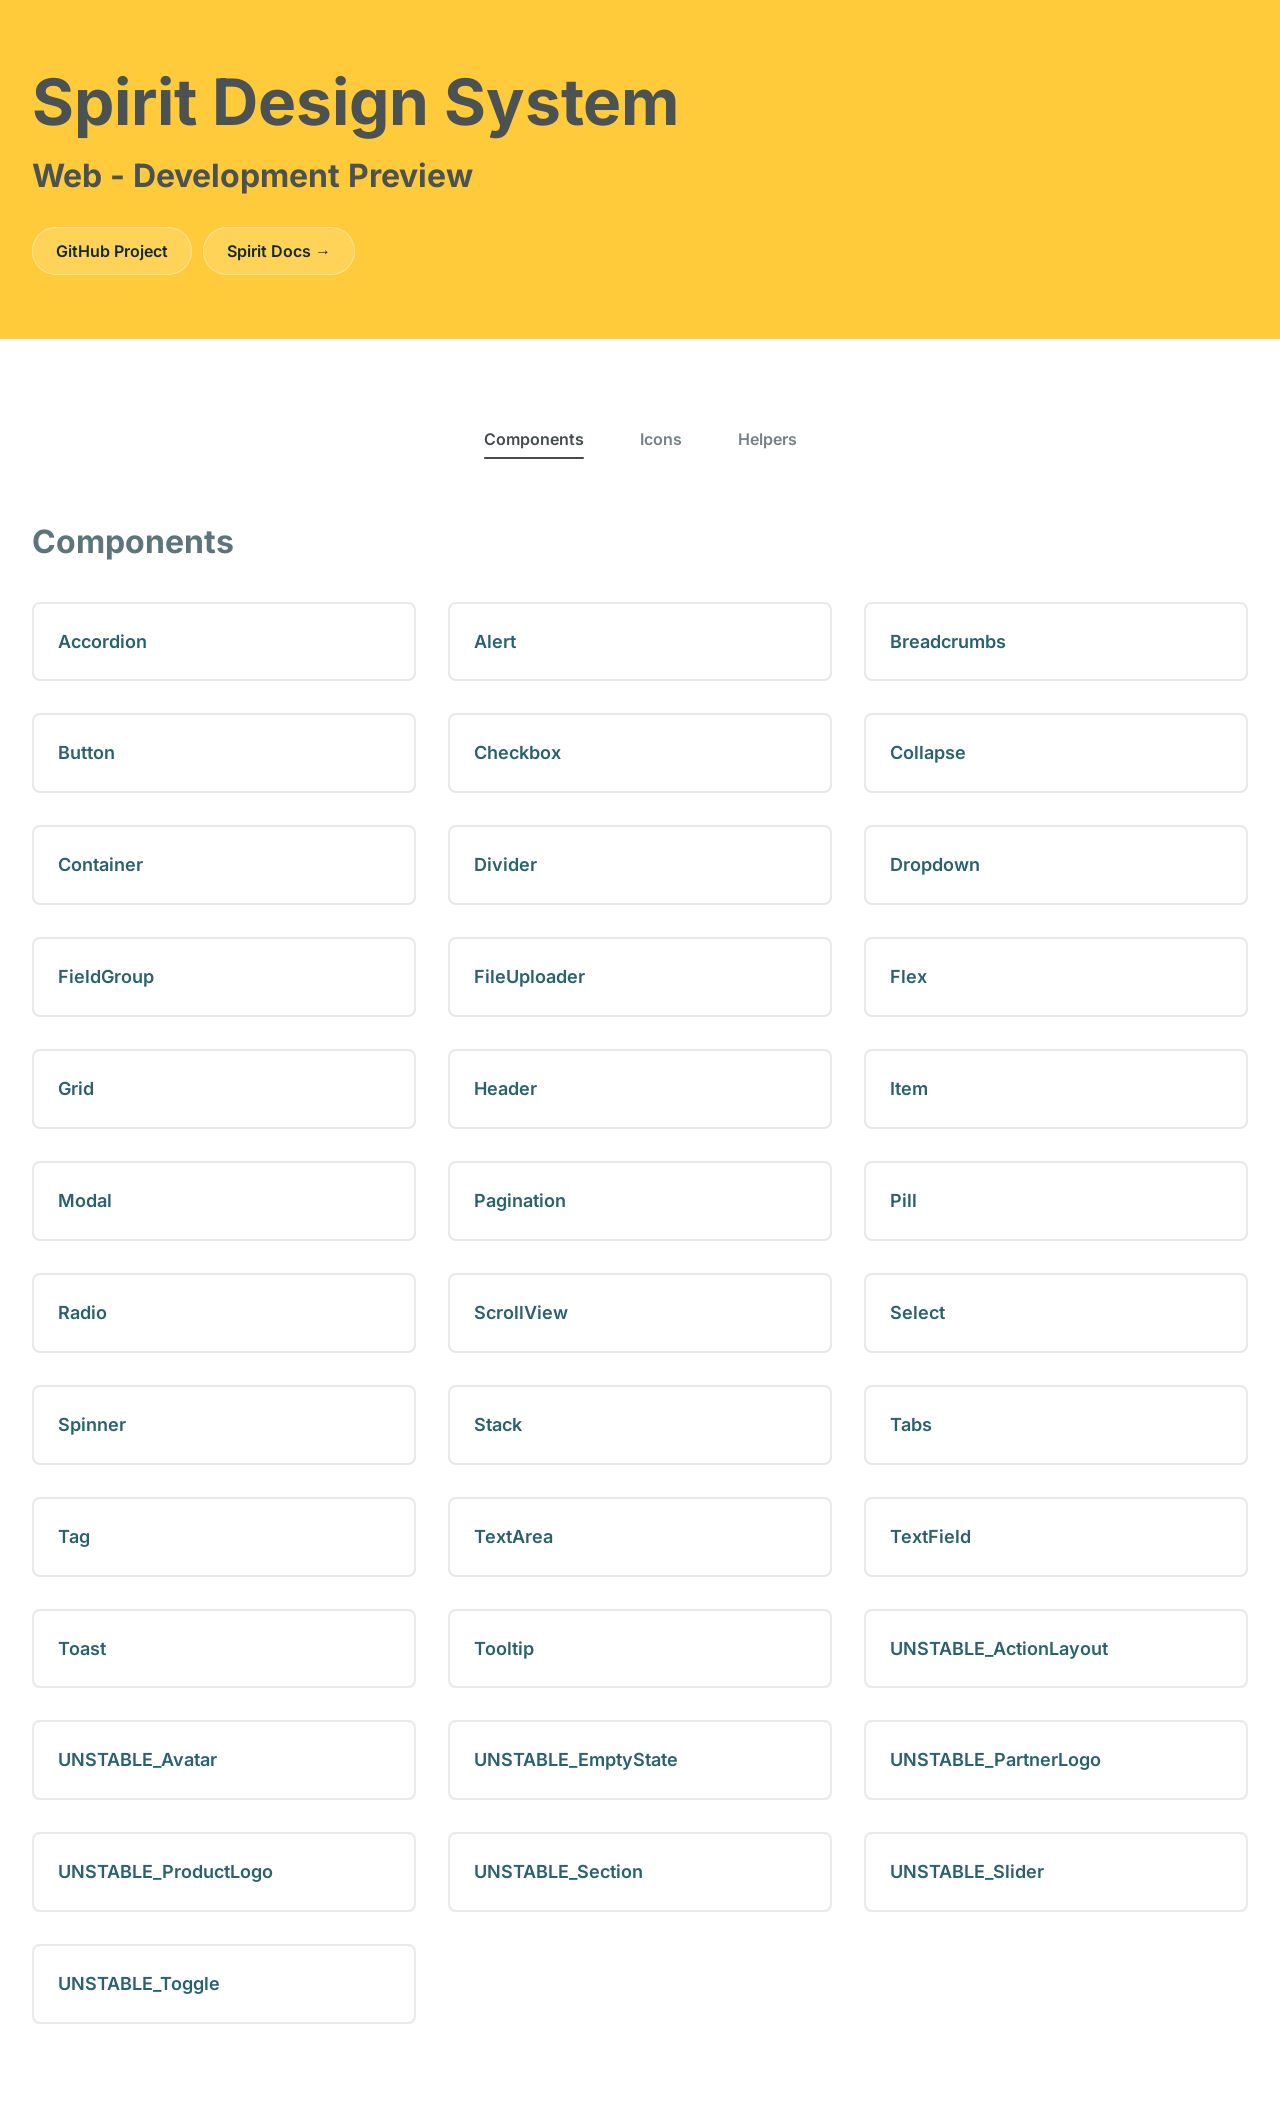 Spirit Design System
Web - Development Preview
GitHub Project
Spirit Docs →
Components
Icons
Helpers
Components
Accordion
Alert
Breadcrumbs
Button
Checkbox
Collapse
Container
Divider
Dropdown
FieldGroup
FileUploader
Flex
Grid
Header
Item
Modal
Pagination
Pill
Radio
ScrollView
Select
Spinner
Stack
Tabs
Tag
TextArea
TextField
Toast
Tooltip
UNSTABLE_ActionLayout
UNSTABLE_Avatar
UNSTABLE_EmptyState
UNSTABLE_PartnerLogo
UNSTABLE_ProductLogo
UNSTABLE_Section
UNSTABLE_Slider
UNSTABLE_Toggle